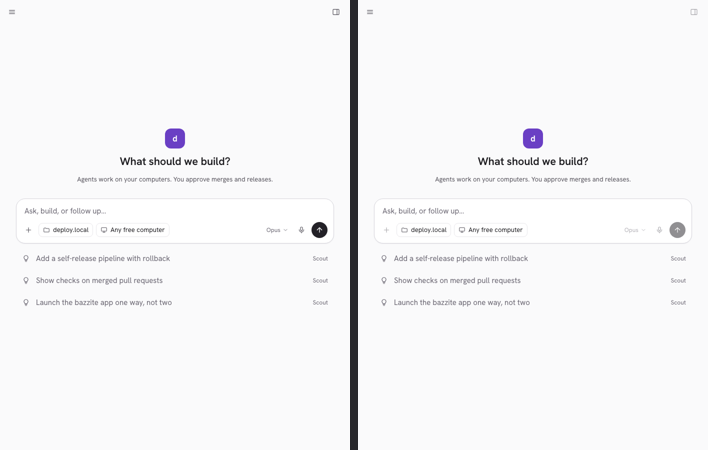 d
What should we build?
Agents work on your computers. You approve merges and releases.
Ask, build, or follow up...
deploy.local Any free computer Opus
Add a self-release pipeline with rollback Scout
Show checks on merged pull requests Scout
Launch the bazzite app one way, not two Scout
d
What should we build?
Agents work on your computers. You approve merges and releases.
Ask, build, or follow up...
deploy.local Any free computer Opus
Add a self-release pipeline with rollback Scout
Show checks on merged pull requests Scout
Launch the bazzite app one way, not two Scout